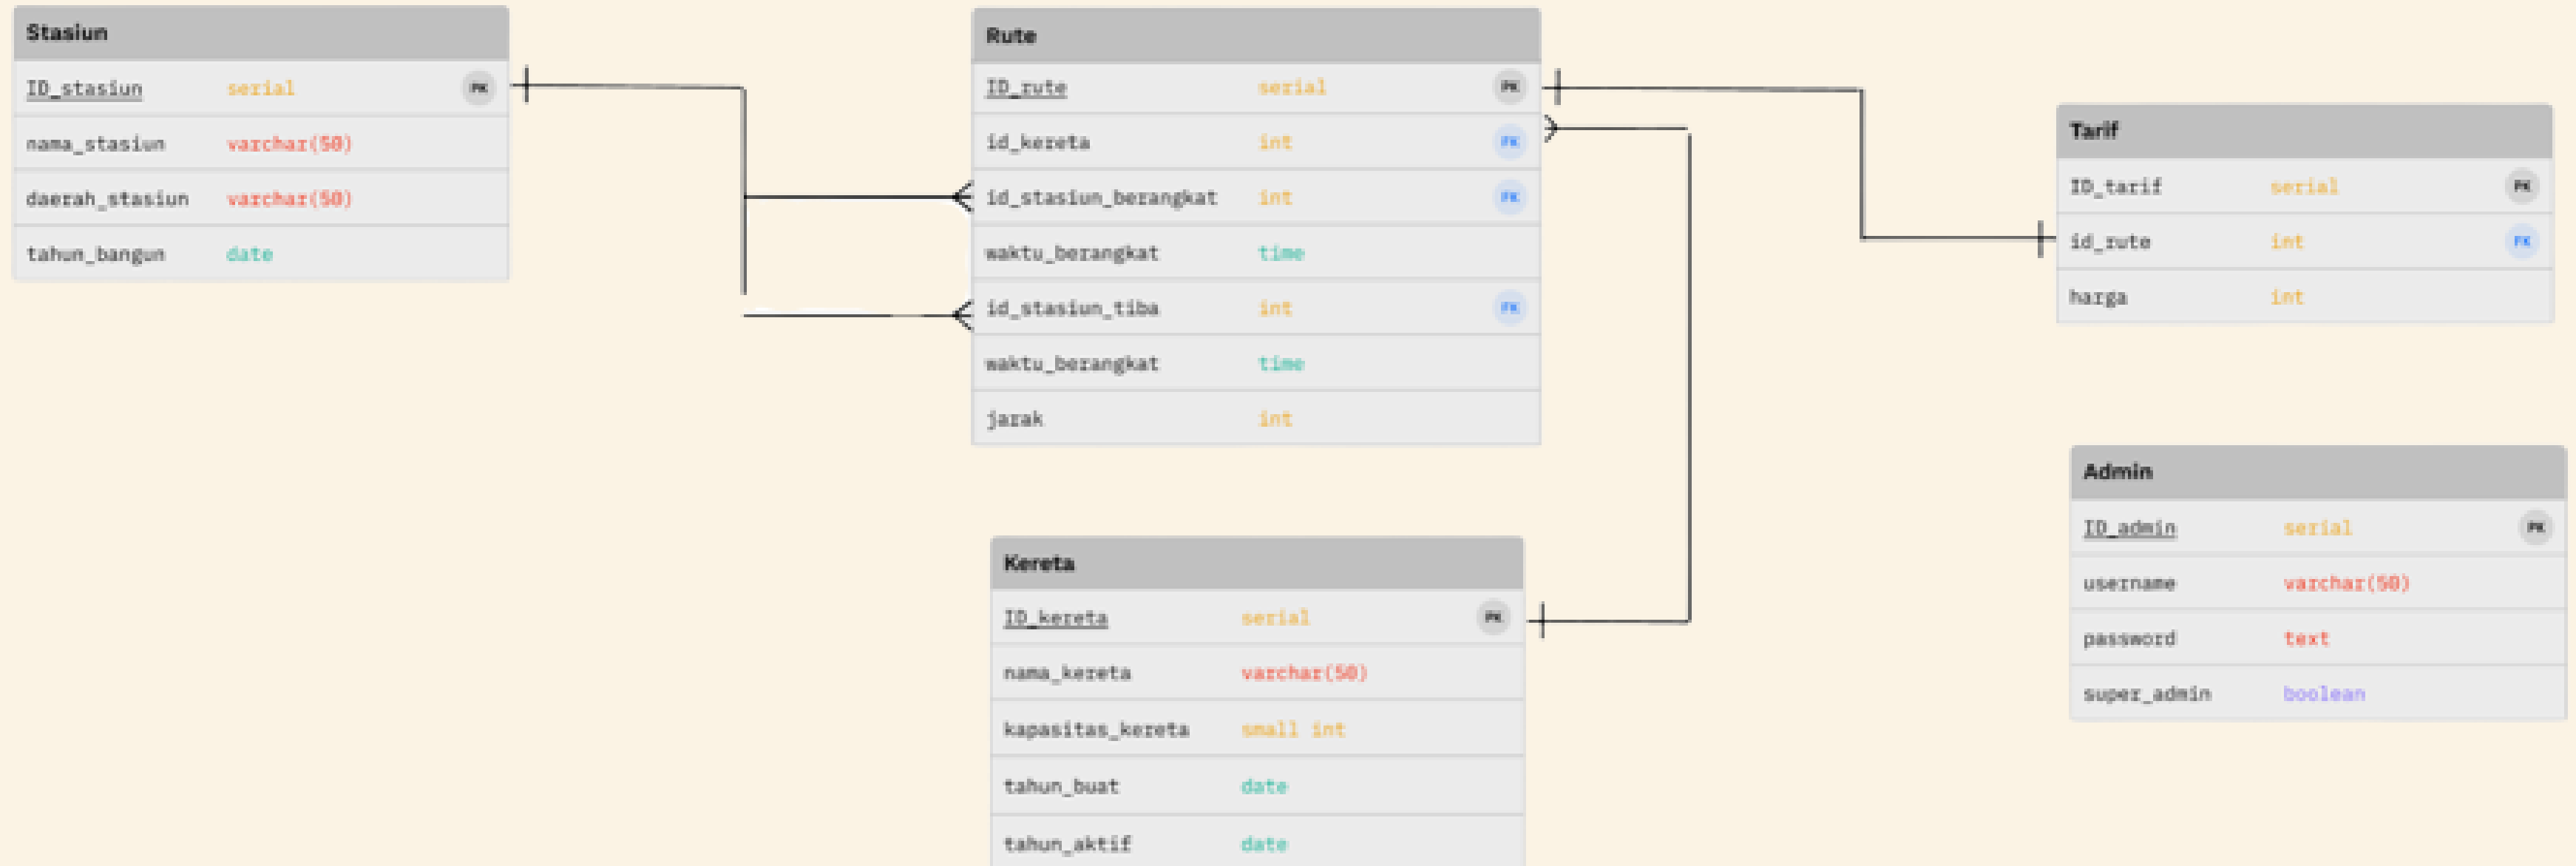 Stasiun
ID_stasiun serial PK
nama_stasiun varchar(50)
daerah_stasiun varchar(50)
tahun_bangun date
Rute
ID_rute serial PK
id_kereta int FK
id_stasiun_berangkat int FK
waktu_berangkat time
id_stasiun_tiba int FK
waktu_berangkat time
jarak int
Kereta
ID_kereta serial PK
nama_kereta varchar(50)
kapasitas_kereta small int
tahun_buat date
tahun_aktif date
Tarif
ID_tarif serial PK
id_rute int FK
harga int
Admin
ID_admin serial PK
username varchar(50)
password text
super_admin boolean